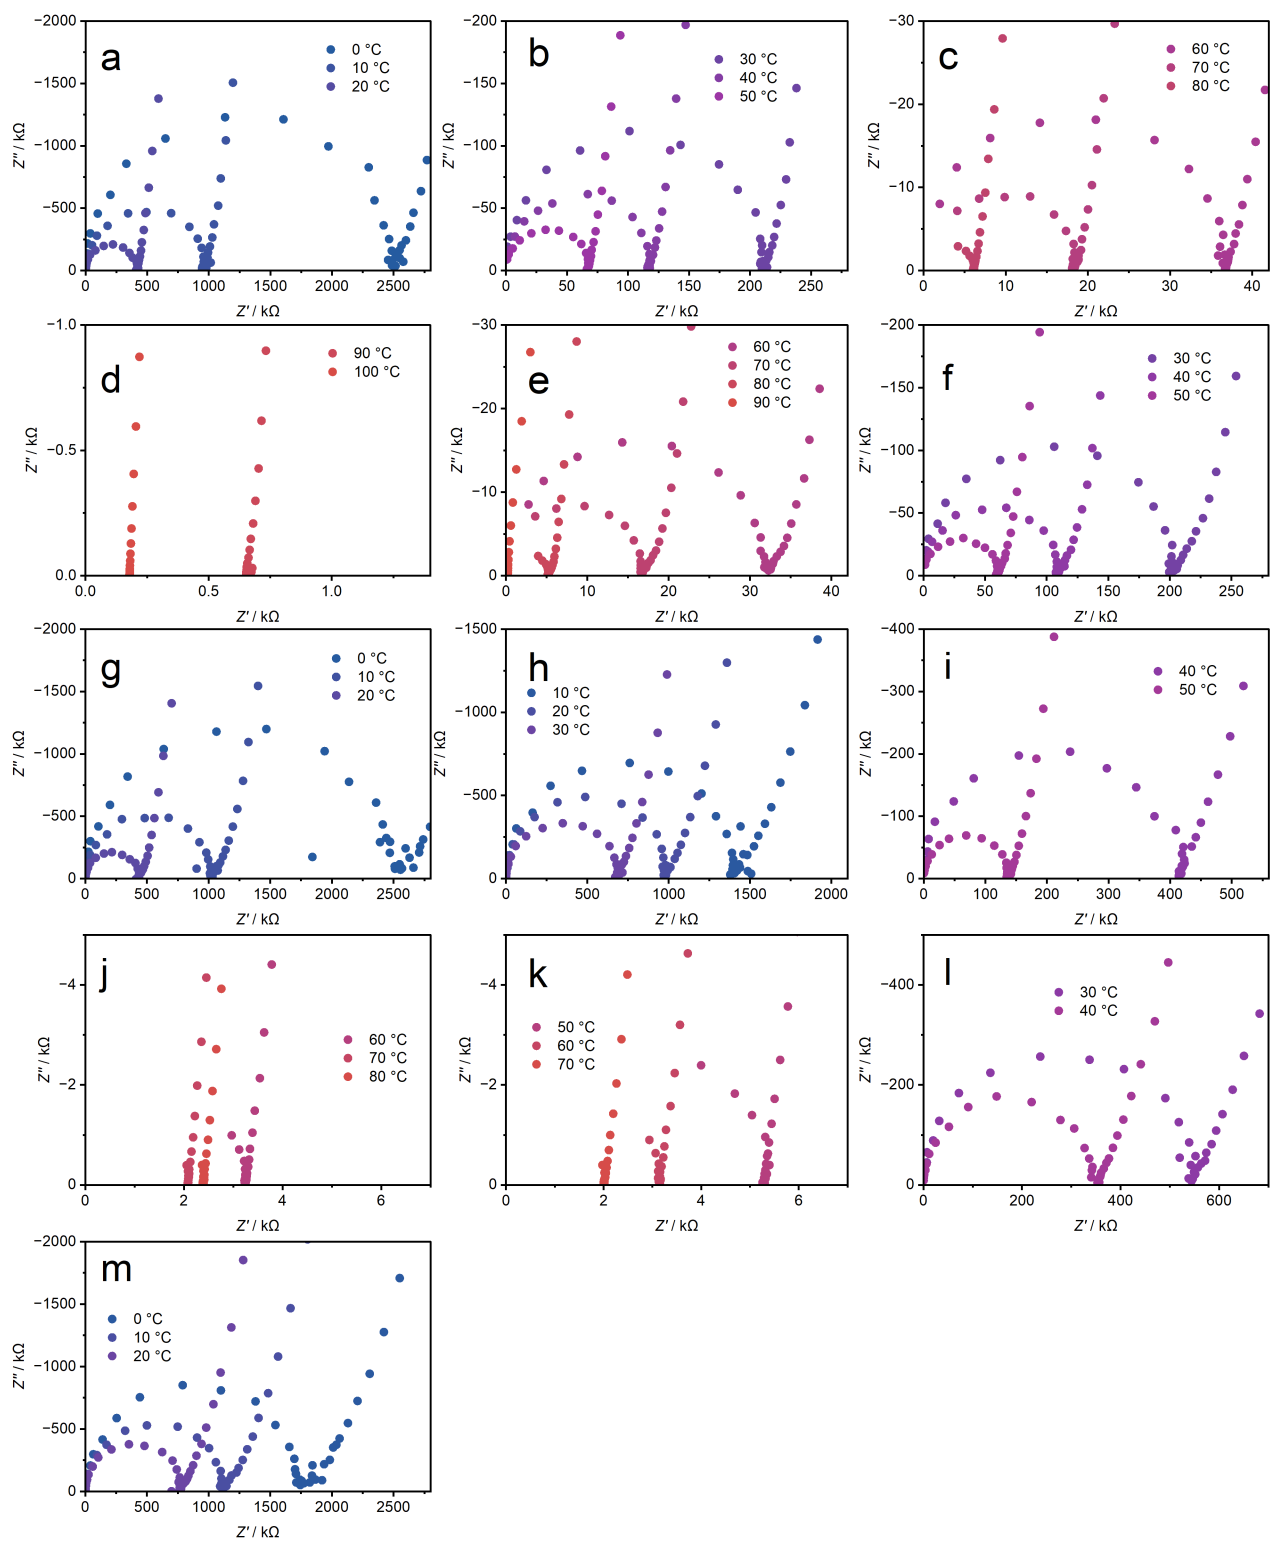 a
0 °C
10 °C
20 °C
−2000
−1500
−1000
−500
0
Z″ / kΩ
0 500 1000 1500 2000 2500
Z′ / kΩ
b
30 °C
40 °C
50 °C
−200
−150
−100
−50
0
Z″ / kΩ
0 50 100 150 200 250
Z′ / kΩ
c
60 °C
70 °C
80 °C
−30
−20
−10
0
Z″ / kΩ
0 10 20 30 40
Z′ / kΩ
d
90 °C
100 °C
−1.0
−0.5
0.0
Z″ / kΩ
0.0 0.5 1.0
Z′ / kΩ
e
60 °C
70 °C
80 °C
90 °C
−30
−20
−10
0
Z″ / kΩ
0 10 20 30 40
Z′ / kΩ
f
30 °C
40 °C
50 °C
−200
−150
−100
−50
0
Z″ / kΩ
0 50 100 150 200 250
Z′ / kΩ
g
0 °C
10 °C
20 °C
−2000
−1500
−1000
−500
0
Z″ / kΩ
0 500 1000 1500 2000 2500
Z′ / kΩ
h
10 °C
20 °C
30 °C
−1500
−1000
−500
0
Z″ / kΩ
0 500 1000 1500 2000
Z′ / kΩ
i
40 °C
50 °C
−400
−300
−200
−100
0
Z″ / kΩ
0 100 200 300 400 500
Z′ / kΩ
j
60 °C
70 °C
80 °C
−4
−2
0
Z″ / kΩ
0 2 4 6
Z′ / kΩ
k
50 °C
60 °C
70 °C
−4
−2
0
Z″ / kΩ
0 2 4 6
Z′ / kΩ
l
30 °C
40 °C
−400
−200
0
Z″ / kΩ
0 200 400 600
Z′ / kΩ
m
0 °C
10 °C
20 °C
−2000
−1500
−1000
−500
0
Z″ / kΩ
0 500 1000 1500 2000 2500
Z′ / kΩ